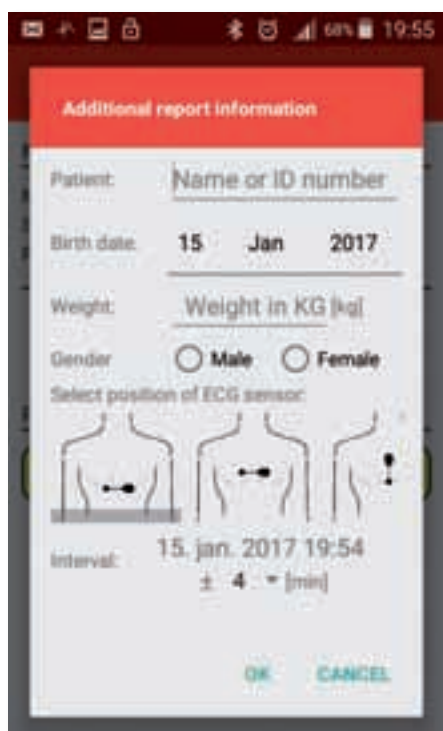 68% 19:55
Additional report information
Patient: Name or ID number
Birth date: 15 Jan 2017
Weight: Weight in KG [kg]
Gender Male Female
Select position of ECG sensor:
Interval: 15. jan. 2017 19:54
± 4 [min]
OK CANCEL